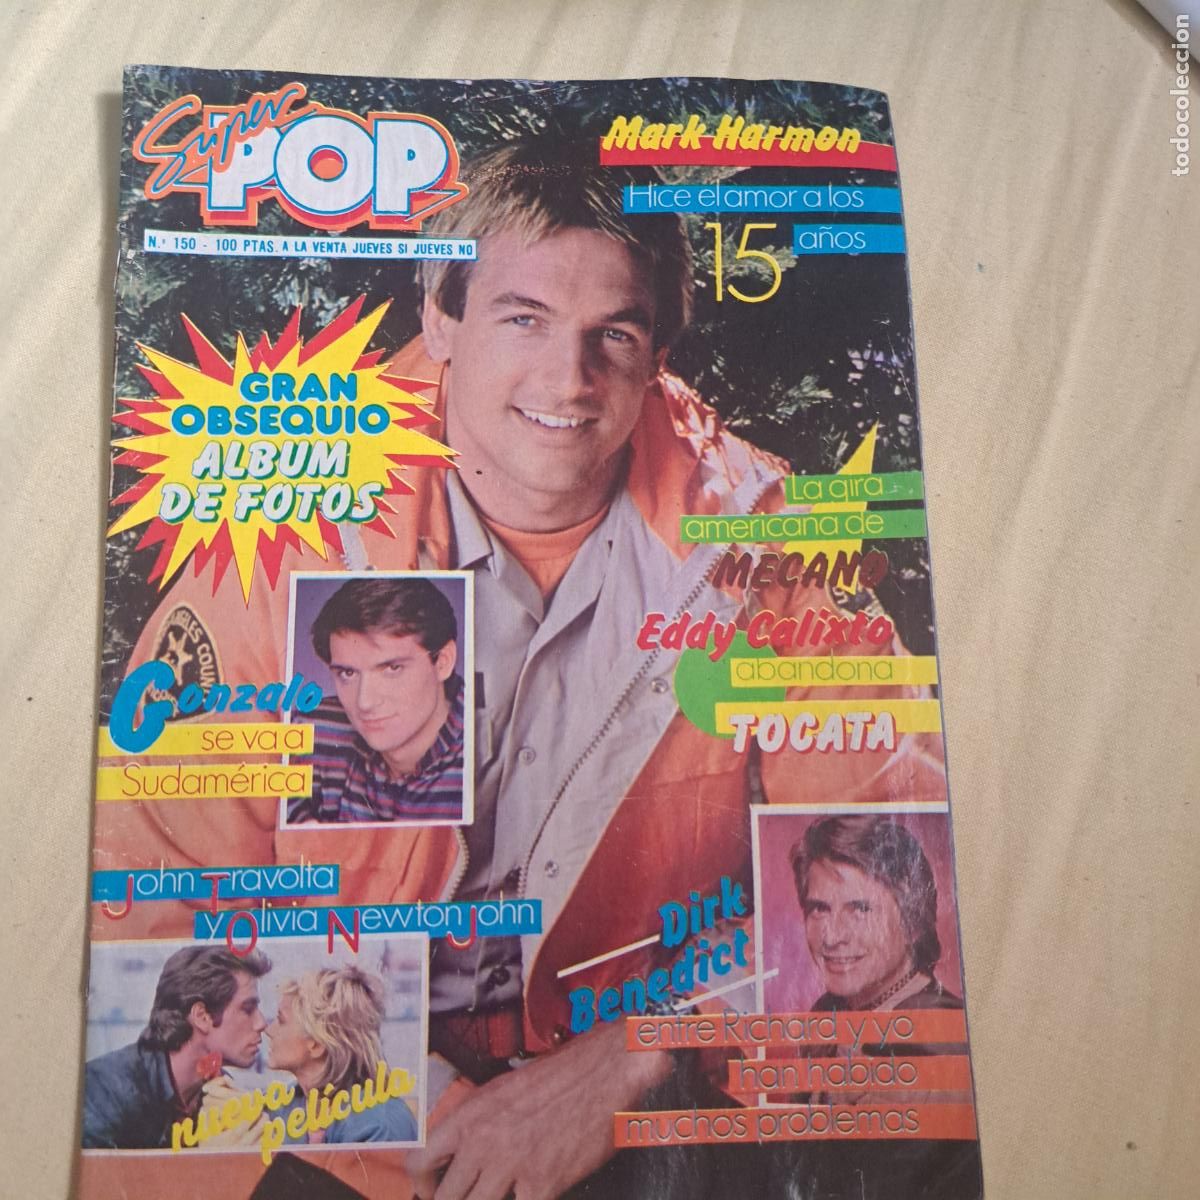 Super
POP
N.º 150 - 100 PTAS. A LA VENTA JUEVES SI JUEVES NO
Mark Harmon
Hice el amor a los
15 años
GRAN
OBSEQUIO
ALBUM
DE FOTOS
La gira
americana de
MECANO
Eddy Calixto
abandona
TOCATA
Gonzalo
se va a
Sudamérica
John Travolta
y Olivia Newton John
nueva
película
Dirk
Benedict
entre Richard y yo
han habido
muchos problemas
todocoleccion